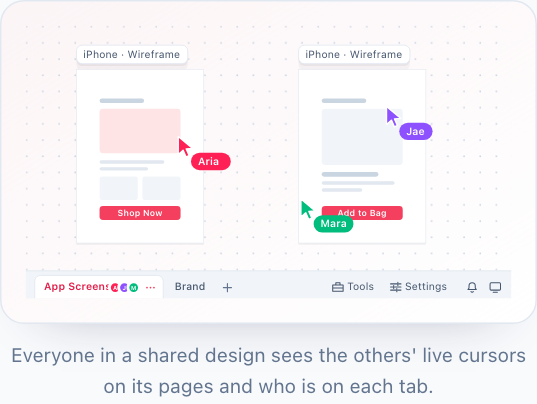 iPhone · Wireframe
iPhone · Wireframe
Jae
Aria
Shop Now
Add to Bag
Mara
App Screens A J M ··· Brand + Tools Settings
Everyone in a shared design sees the others' live cursors
on its pages and who is on each tab.